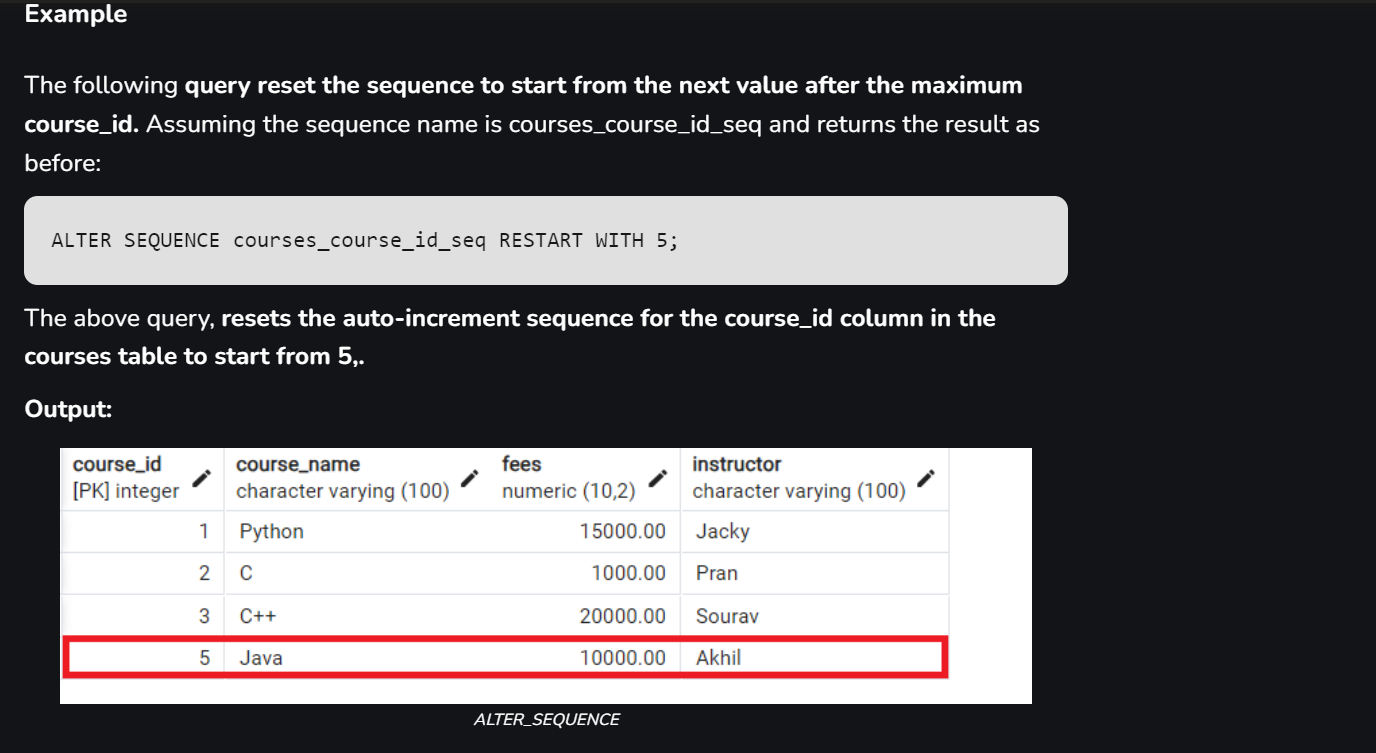 Example
The following query reset the sequence to start from the next value after the maximum
course_id. Assuming the sequence name is courses_course_id_seq and returns the result as
before:
ALTER SEQUENCE courses_course_id_seq RESTART WITH 5;
The above query, resets the auto-increment sequence for the course_id column in the
courses table to start from 5,.
Output:
course_id course_name fees instructor
[PK] integer character varying (100) numeric (10,2) character varying (100)
1 Python 15000.00 Jacky
2 C 1000.00 Pran
3 C++ 20000.00 Sourav
5 Java 10000.00 Akhil
ALTER_SEQUENCE